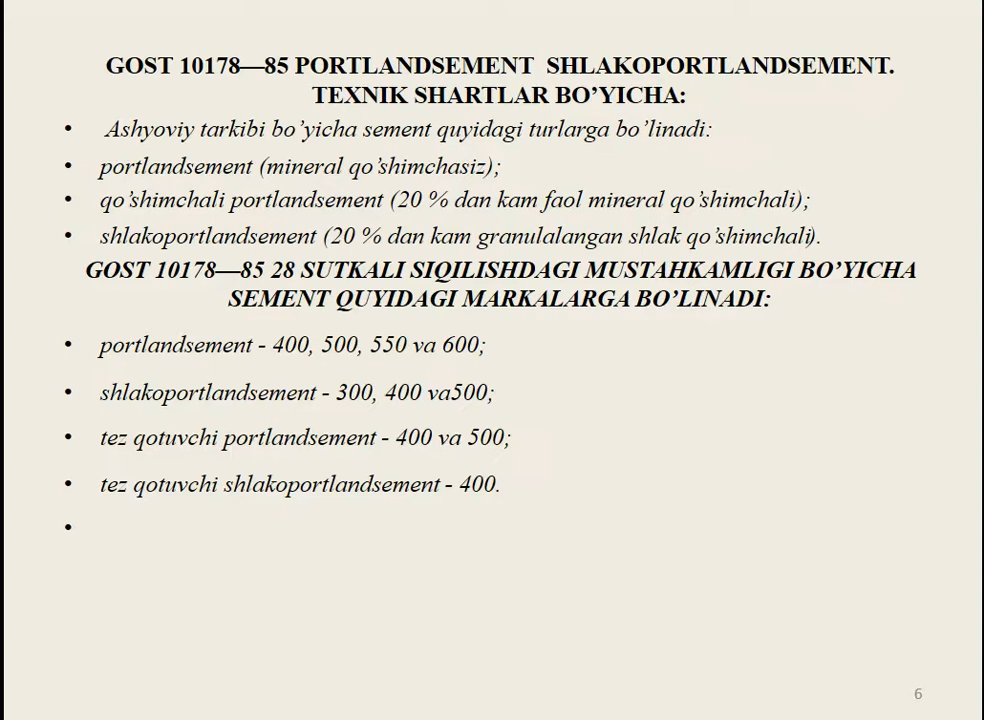 GOST 10178—85 PORTLANDSEMENT SHLAKOPORTLANDSEMENT.
TEXNIK SHARTLAR BO’YICHA:
• Ashyoviy tarkibi bo’yicha sement quyidagi turlarga bo’linadi:
• portlandsement (mineral qo’shimchasiz);
• qo’shimchali portlandsement (20 % dan kam faol mineral qo’shimchali);
• shlakoportlandsement (20 % dan kam granulalangan shlak qo’shimchali).
GOST 10178—85 28 SUTKALI SIQILISHDAGI MUSTAHKAMLIGI BO’YICHA
SEMENT QUYIDAGI MARKALARGA BO’LINADI:
• portlandsement - 400, 500, 550 va 600;
• shlakoportlandsement - 300, 400 va500;
• tez qotuvchi portlandsement - 400 va 500;
• tez qotuvchi shlakoportlandsement - 400.
•
6